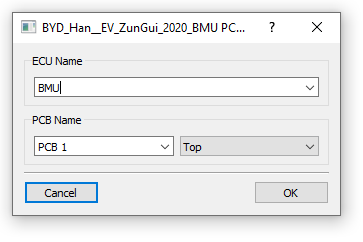 BYD_Han__EV_ZunGui_2020_BMU PC... ?
ECU Name
BMU
PCB Name
PCB 1 Top
Cancel OK